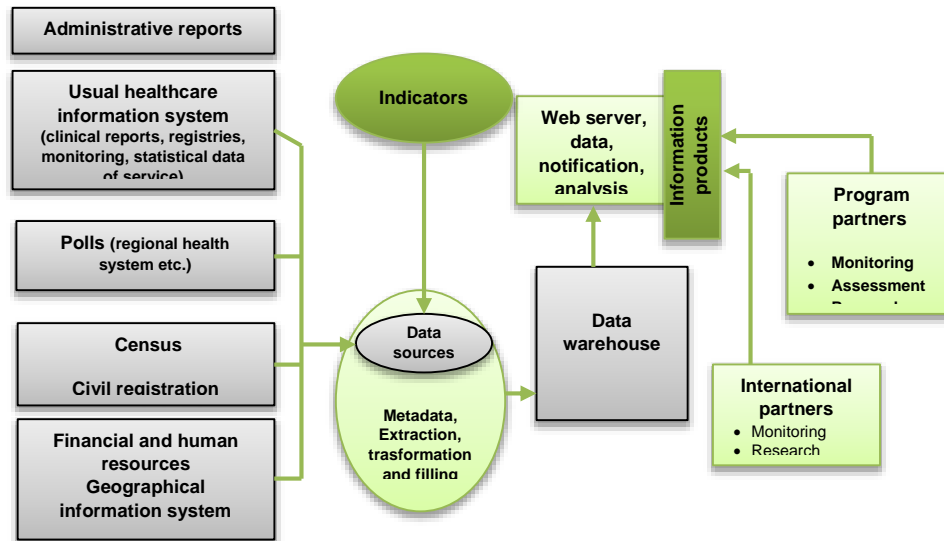 Administrative reports
Usual healthcare
information system
(clinical reports, registries,
monitoring, statistical data
of service)
Polls (regional health
system etc.)
Census
Civil registration
Financial and human
resources
Geographical
information system
Indicators
Data
sources
Metadata,
Extraction,
trasformation
and filling
Web server,
data,
notification,
analysis
Information
products
Data
warehouse
Program
partners
• Monitoring
• Assessment
International
partners
• Monitoring
• Research